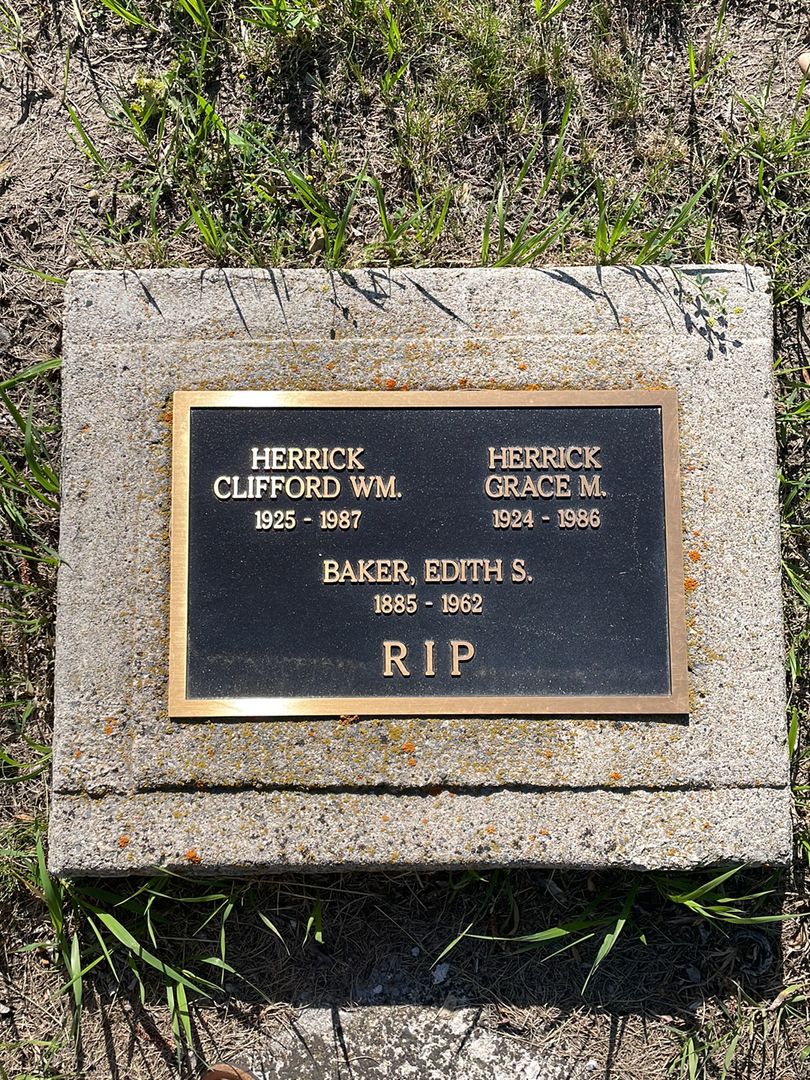 HERRICK
CLIFFORD WM.
1925 - 1987
HERRICK
GRACE M.
1924 - 1986
BAKER, EDITH S.
1885 - 1962
RIP